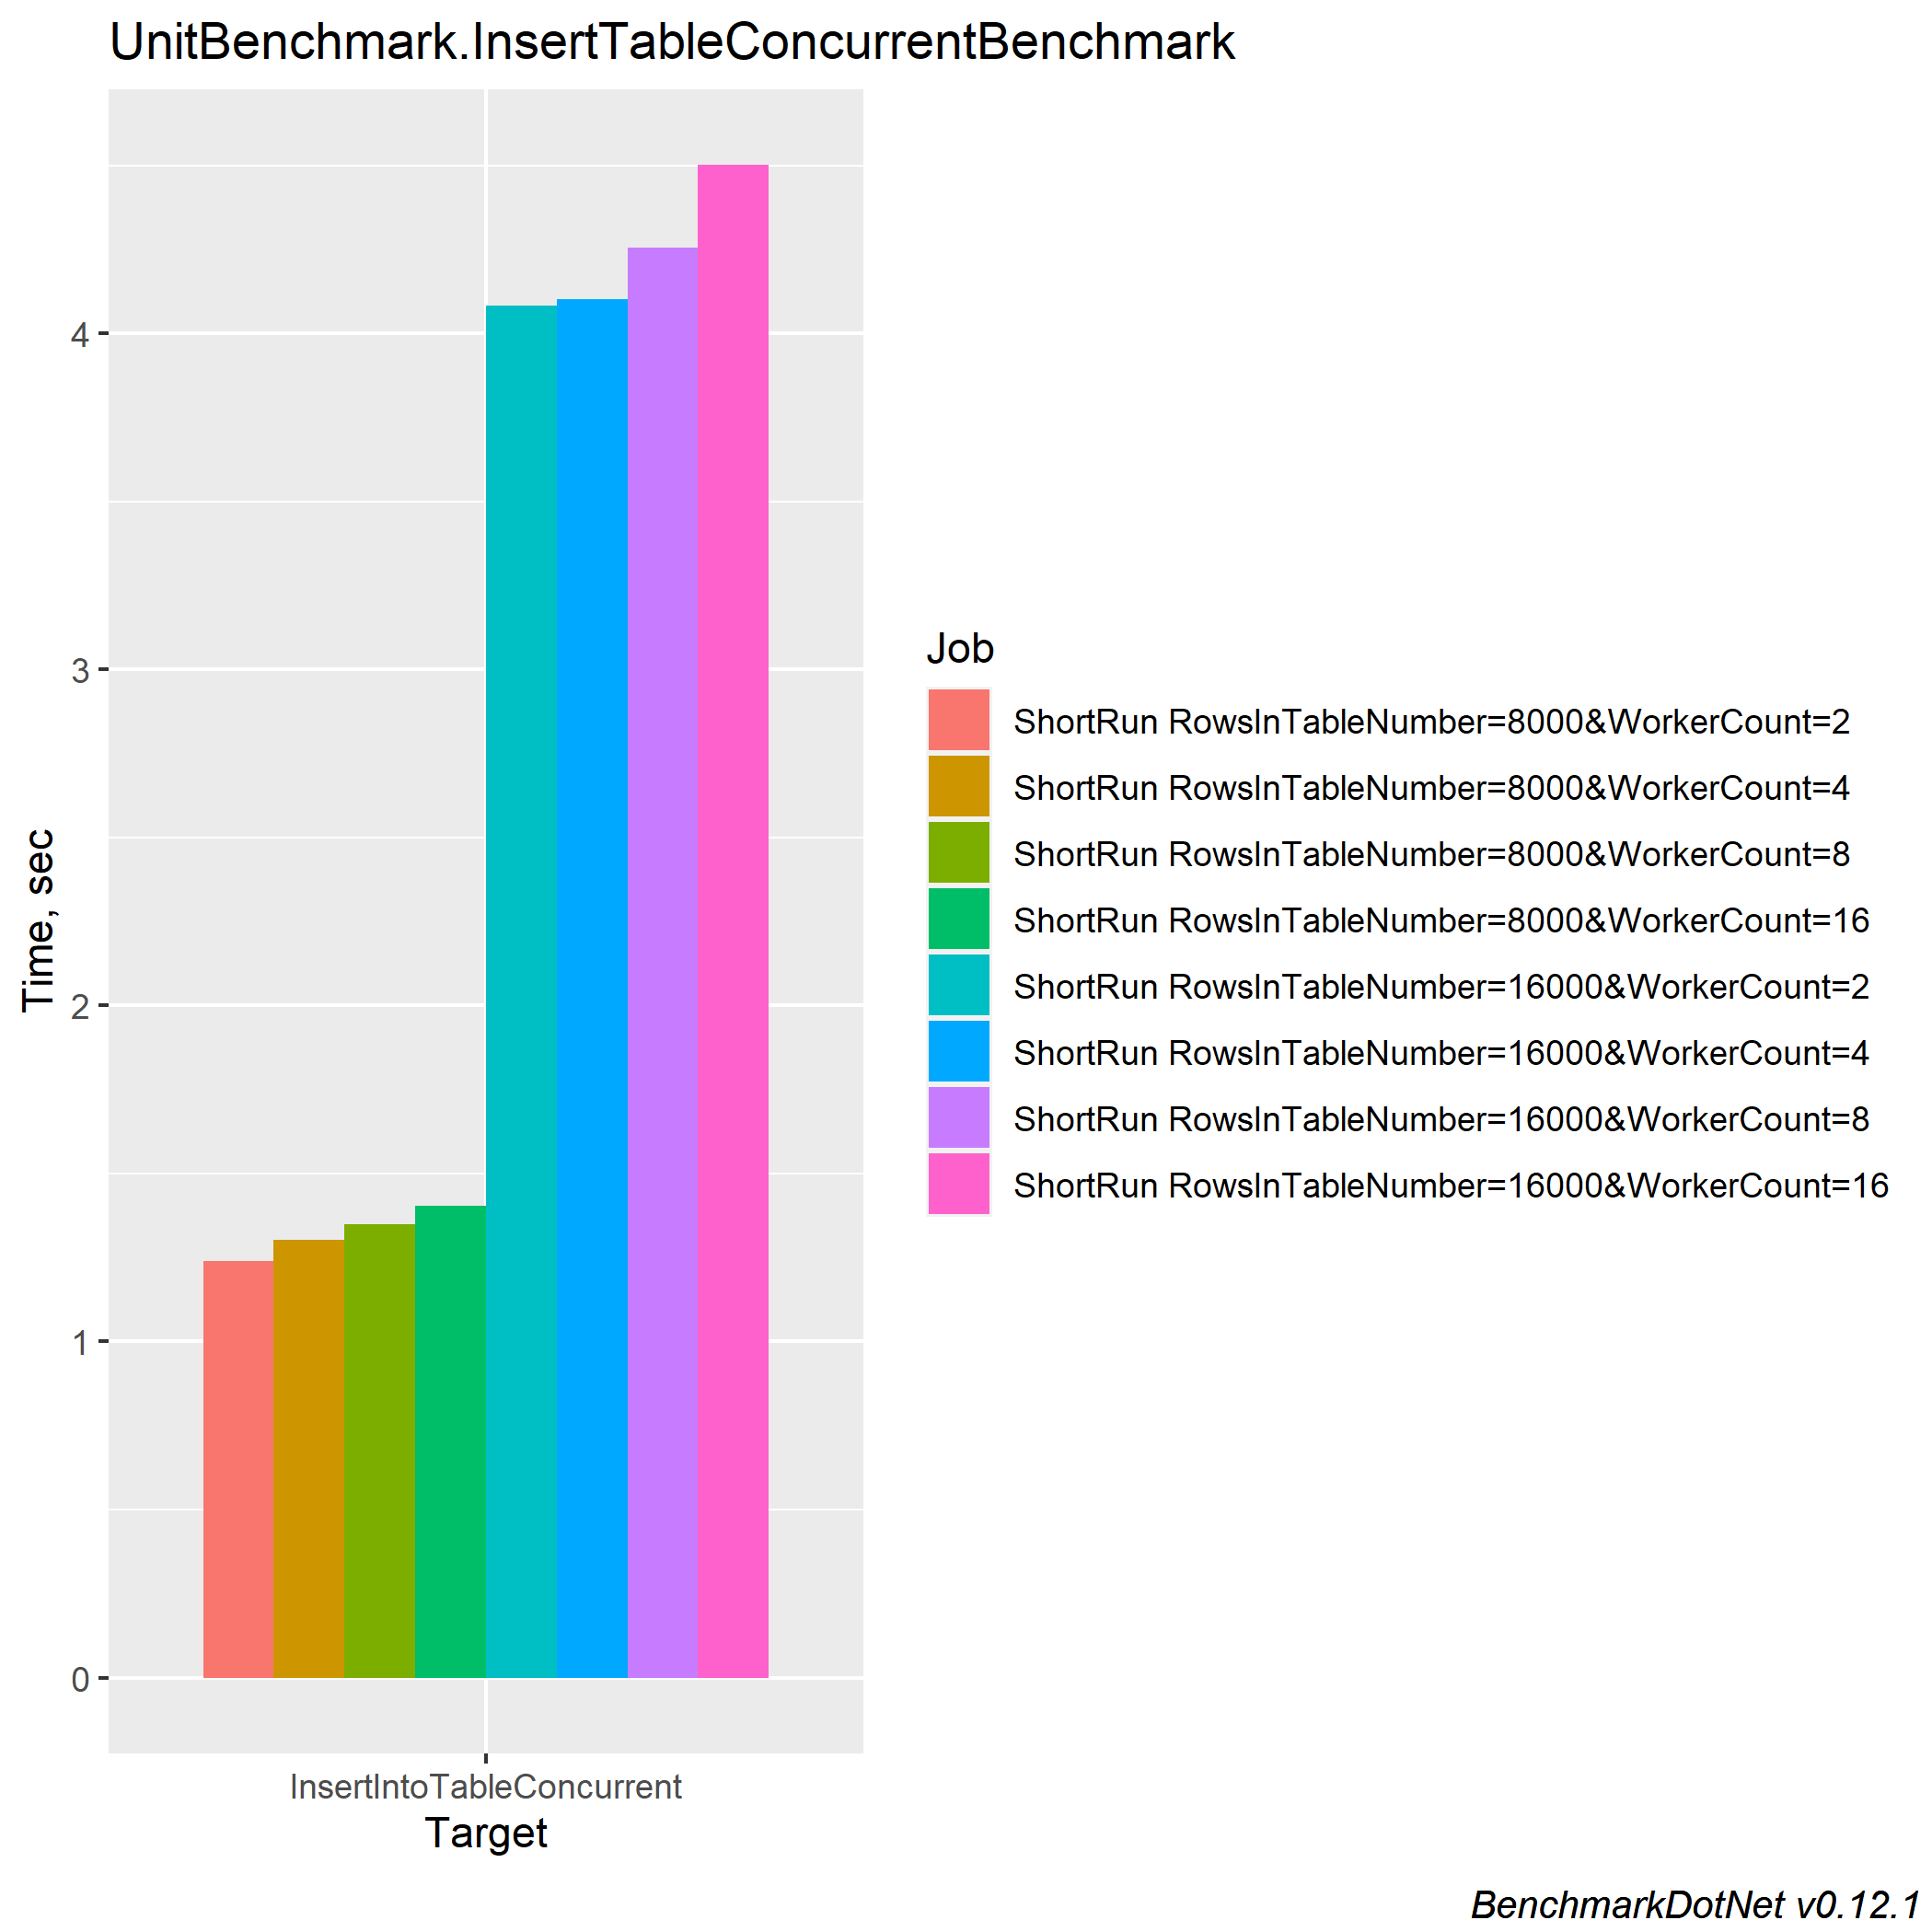 UnitBenchmark.InsertTableConcurrentBenchmark
Time, sec
4
3
2
1
0
InsertIntoTableConcurrent
Target
Job
ShortRun RowsInTableNumber=8000&WorkerCount=2
ShortRun RowsInTableNumber=8000&WorkerCount=4
ShortRun RowsInTableNumber=8000&WorkerCount=8
ShortRun RowsInTableNumber=8000&WorkerCount=16
ShortRun RowsInTableNumber=16000&WorkerCount=2
ShortRun RowsInTableNumber=16000&WorkerCount=4
ShortRun RowsInTableNumber=16000&WorkerCount=8
ShortRun RowsInTableNumber=16000&WorkerCount=16
BenchmarkDotNet v0.12.1